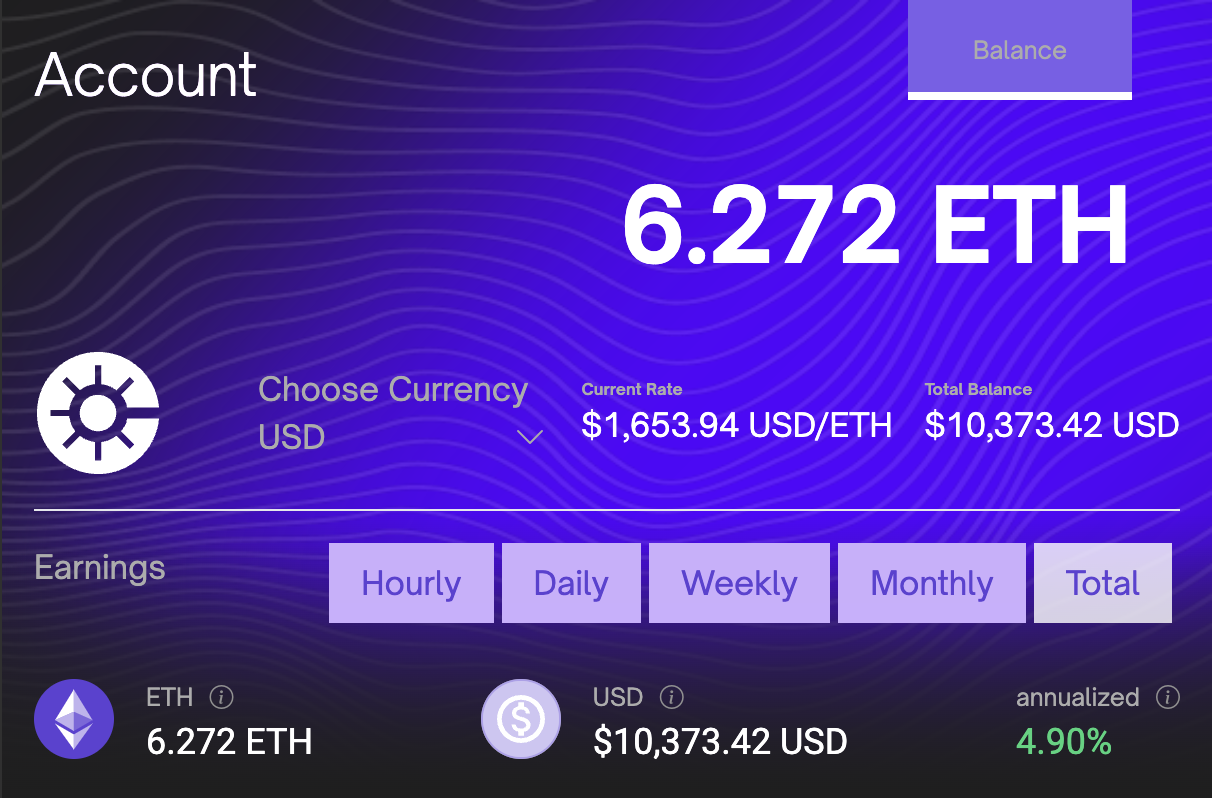 Account
Balance
6.272 ETH
Choose Currency
USD
Current Rate
$1,653.94 USD/ETH
Total Balance
$10,373.42 USD
Earnings
Hourly
Daily
Weekly
Monthly
Total
ETH
6.272 ETH
USD
$10,373.42 USD
annualized
4.90%